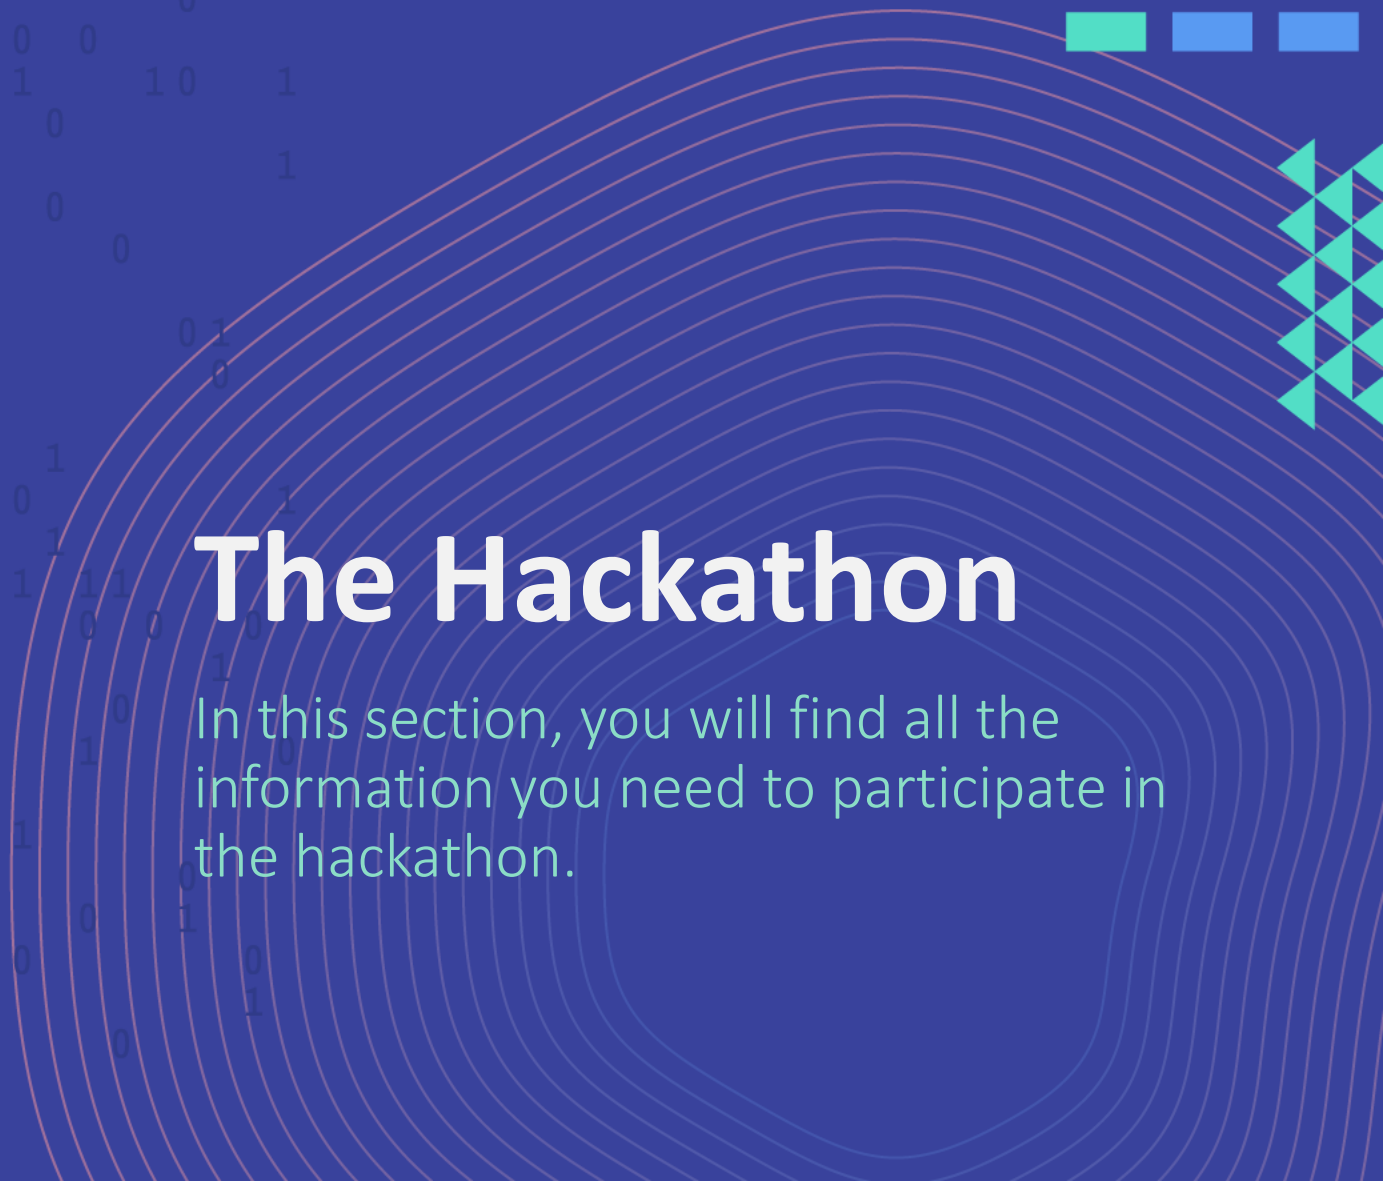 The Hackathon
In this section, you will find all the
information you need to participate in
the hackathon.